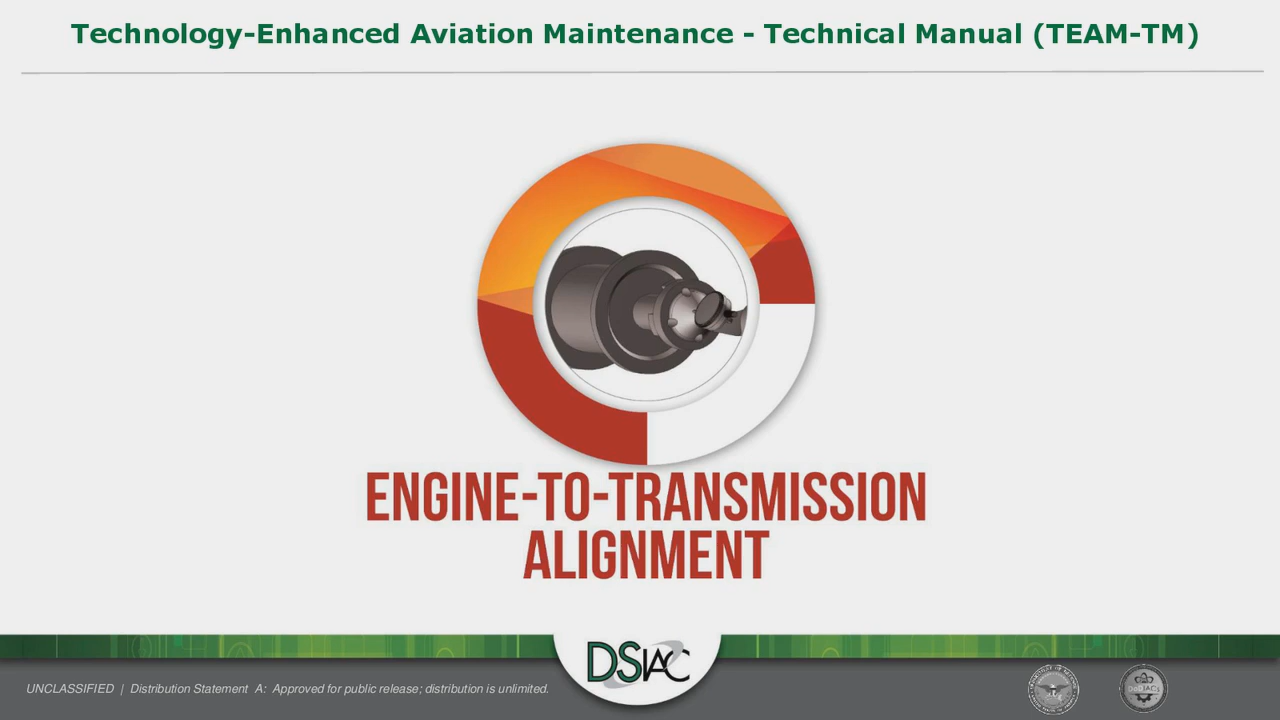 Technology-Enhanced Aviation Maintenance - Technical Manual (TEAM-TM)
ENGINE-TO-TRANSMISSION
ALIGNMENT
DSIAC
UNCLASSIFIED | Distribution Statement A: Approved for public release; distribution is unlimited.